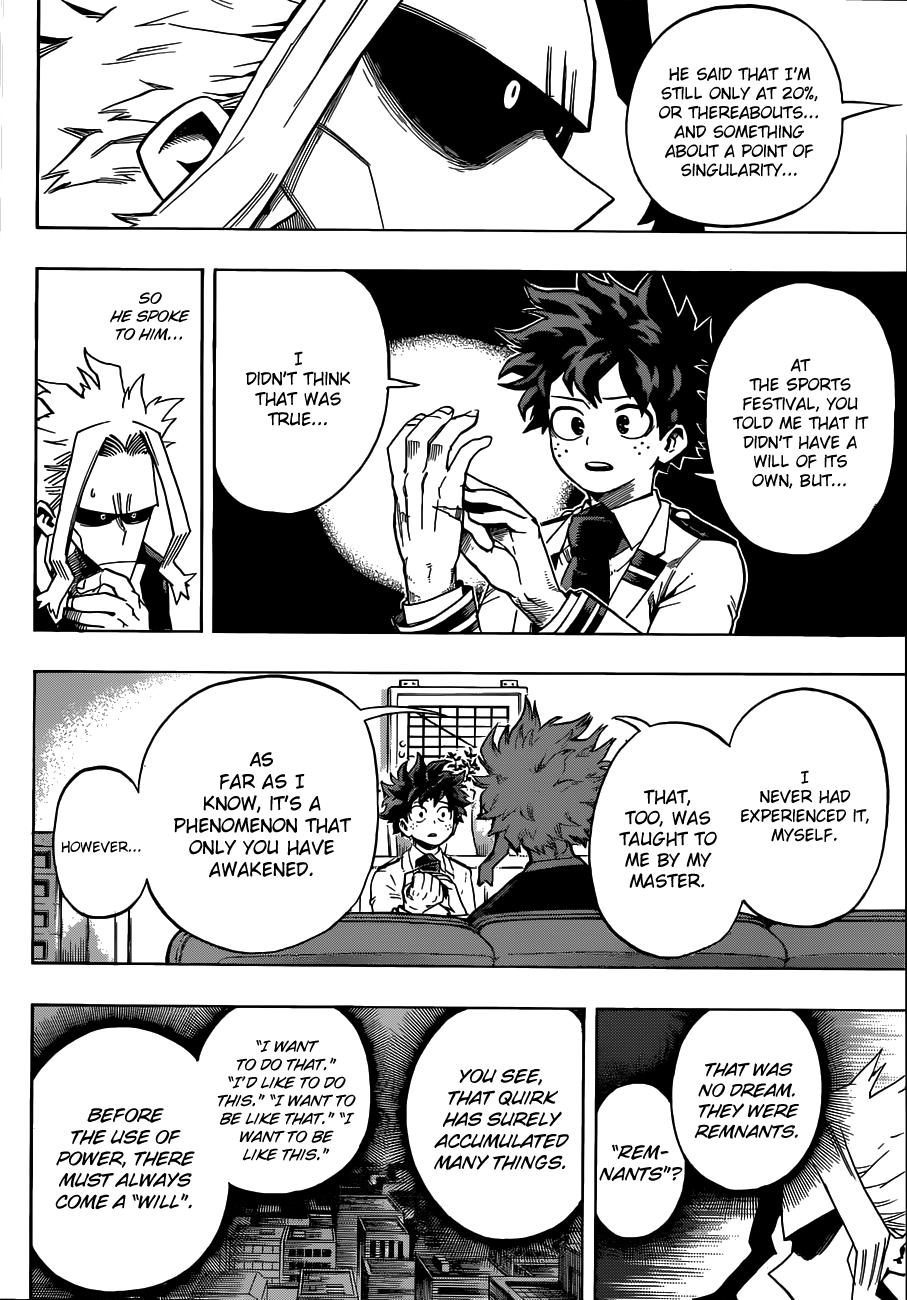 HE SAID THAT I'M
STILL ONLY AT 20%,
OR THEREABOUTS...
AND SOMETHING
ABOUT A POINT OF
SINGULARITY...
AT
THE SPORTS
FESTIVAL, YOU
TOLD ME THAT IT
DIDN'T HAVE A
WILL OF ITS
OWN, BUT...
I
DIDN'T THINK
THAT WAS
TRUE...
SO
HE SPOKE
TO HIM...
I
NEVER HAD
EXPERIENCED IT,
MYSELF.
THAT,
TOO, WAS
TAUGHT TO
ME BY MY
MASTER.
AS
FAR AS I
KNOW, IT'S A
PHENOMENON THAT
ONLY YOU HAVE
AWAKENED.
HOWEVER...
THAT WAS
NO DREAM.
THEY WERE
REMNANTS.
"REM-
NANTS"?
YOU SEE,
THAT QUIRK
HAS SURELY
ACCUMULATED
MANY THINGS.
"I WANT
TO DO THAT."
"I'D LIKE TO DO
THIS." "I WANT TO
BE LIKE THAT." "I
WANT TO BE
LIKE THIS."
BEFORE
THE USE OF
POWER, THERE
MUST ALWAYS
COME A "WILL".